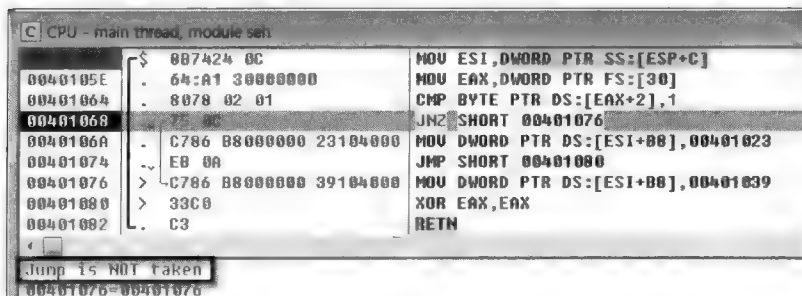 C CPU - main thread, module seh
$ 8B7424 0C MOV ESI,DWORD PTR SS:[ESP+C]
0040105E . 64:A1 30000000 MOV EAX,DWORD PTR FS:[30]
00401064 . 8078 02 01 CMP BYTE PTR DS:[EAX+2],1
00401068 . 75 0C JNZ SHORT 00401076
0040106A . C786 B8000000 23104000 MOV DWORD PTR DS:[ESI+B8],00401023
00401074 . EB 0A JMP SHORT 00401080
00401076 > C786 B8000000 39104000 MOV DWORD PTR DS:[ESI+B8],00401039
00401080 > 33C0 XOR EAX,EAX
00401082 . C3 RETN
Jump is NOT taken
00401076=00401076